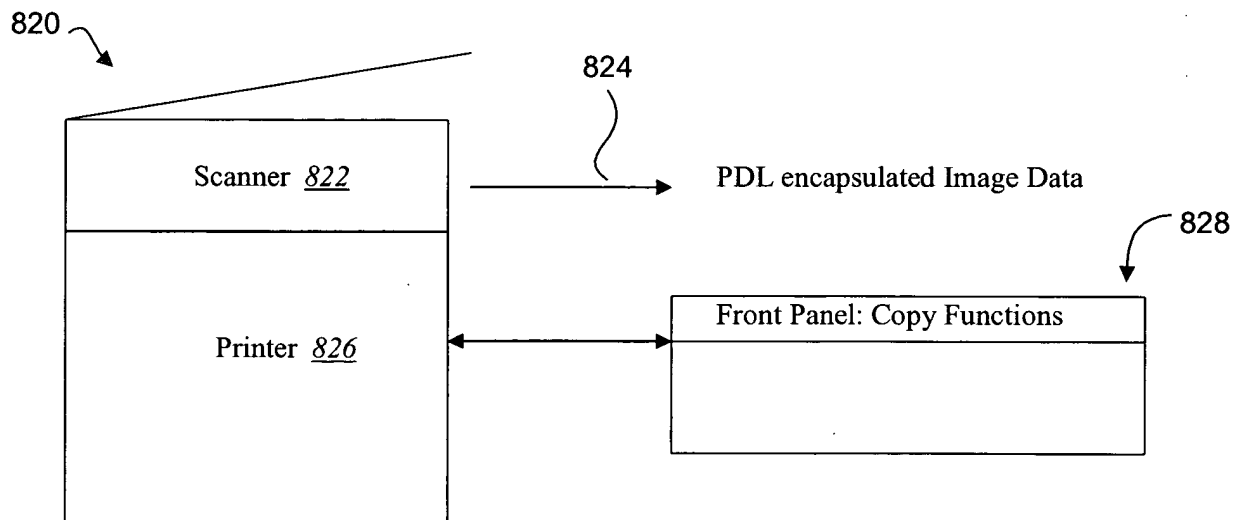 820
824
Scanner 822
PDL encapsulated Image Data
828
Front Panel: Copy Functions
Printer 826